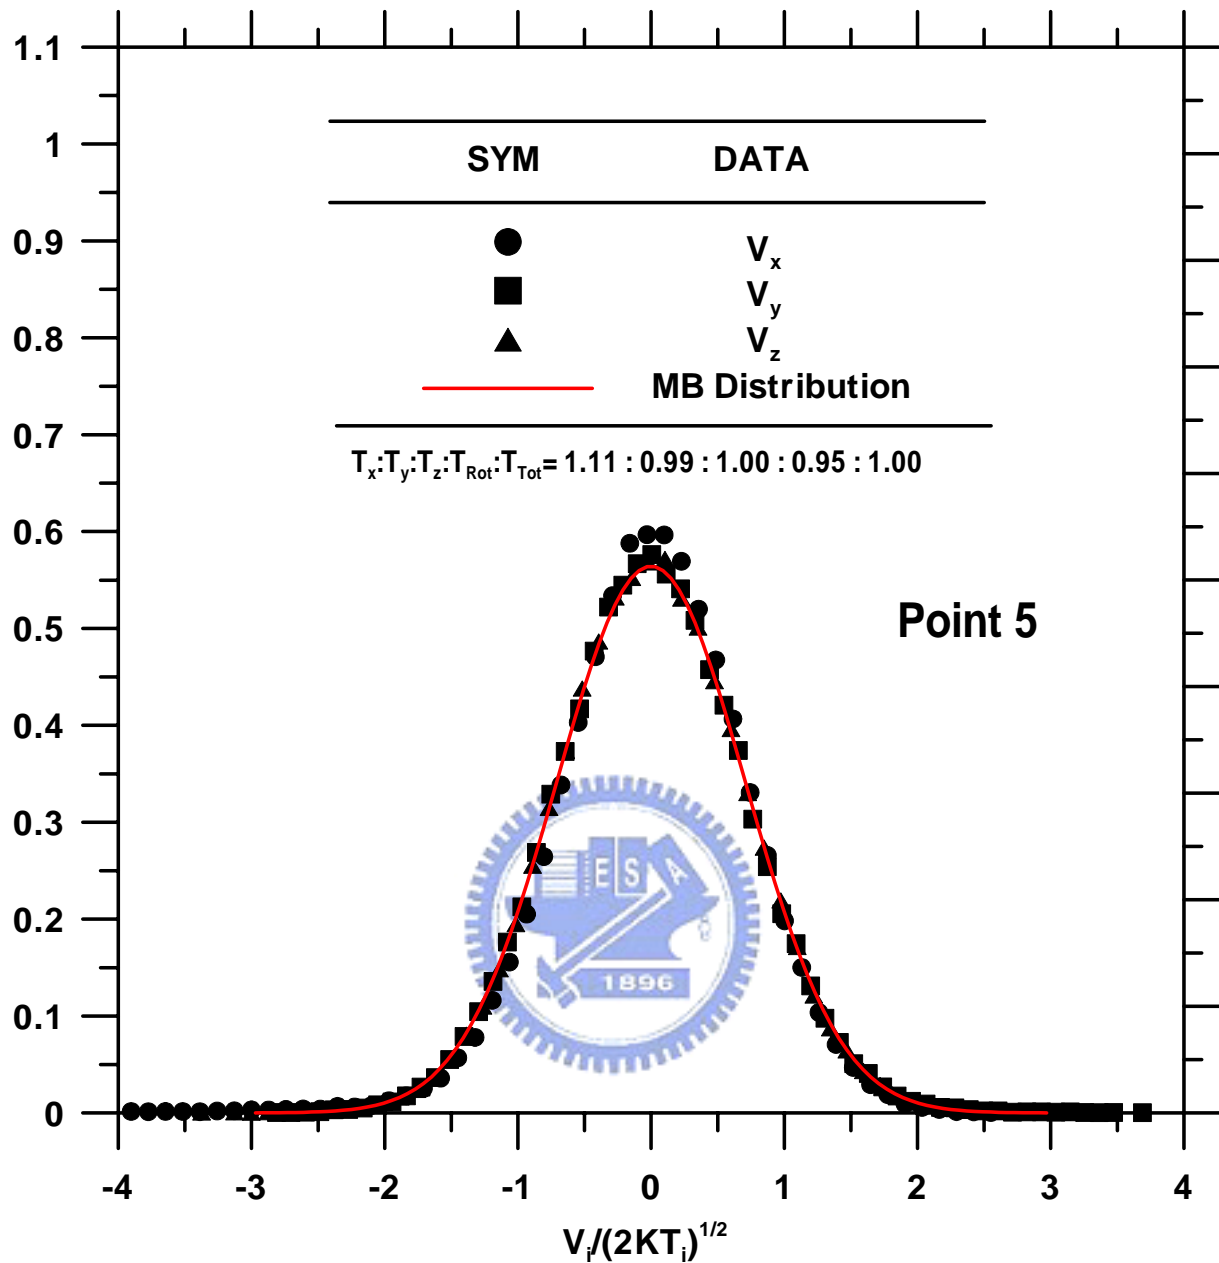 1.1
1
0.9
0.8
0.7
0.6
0.5
0.4
0.3
0.2
0.1
0
SYM DATA
Vx
Vy
Vz
MB Distribution
Tx:Ty:Tz:TRot:TTot= 1.11 : 0.99 : 1.00 : 0.95 : 1.00
Point 5
E S A
1896
-4 -3 -2 -1 0 1 2 3 4
Vi/(2KTi)1/2